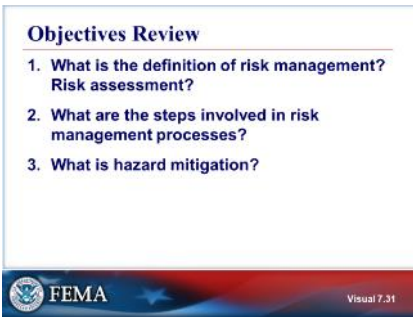 Objectives Review
1. What is the definition of risk management?
Risk assessment?
2. What are the steps involved in risk
management processes?
3. What is hazard mitigation?
FEMA
Visual 7.31